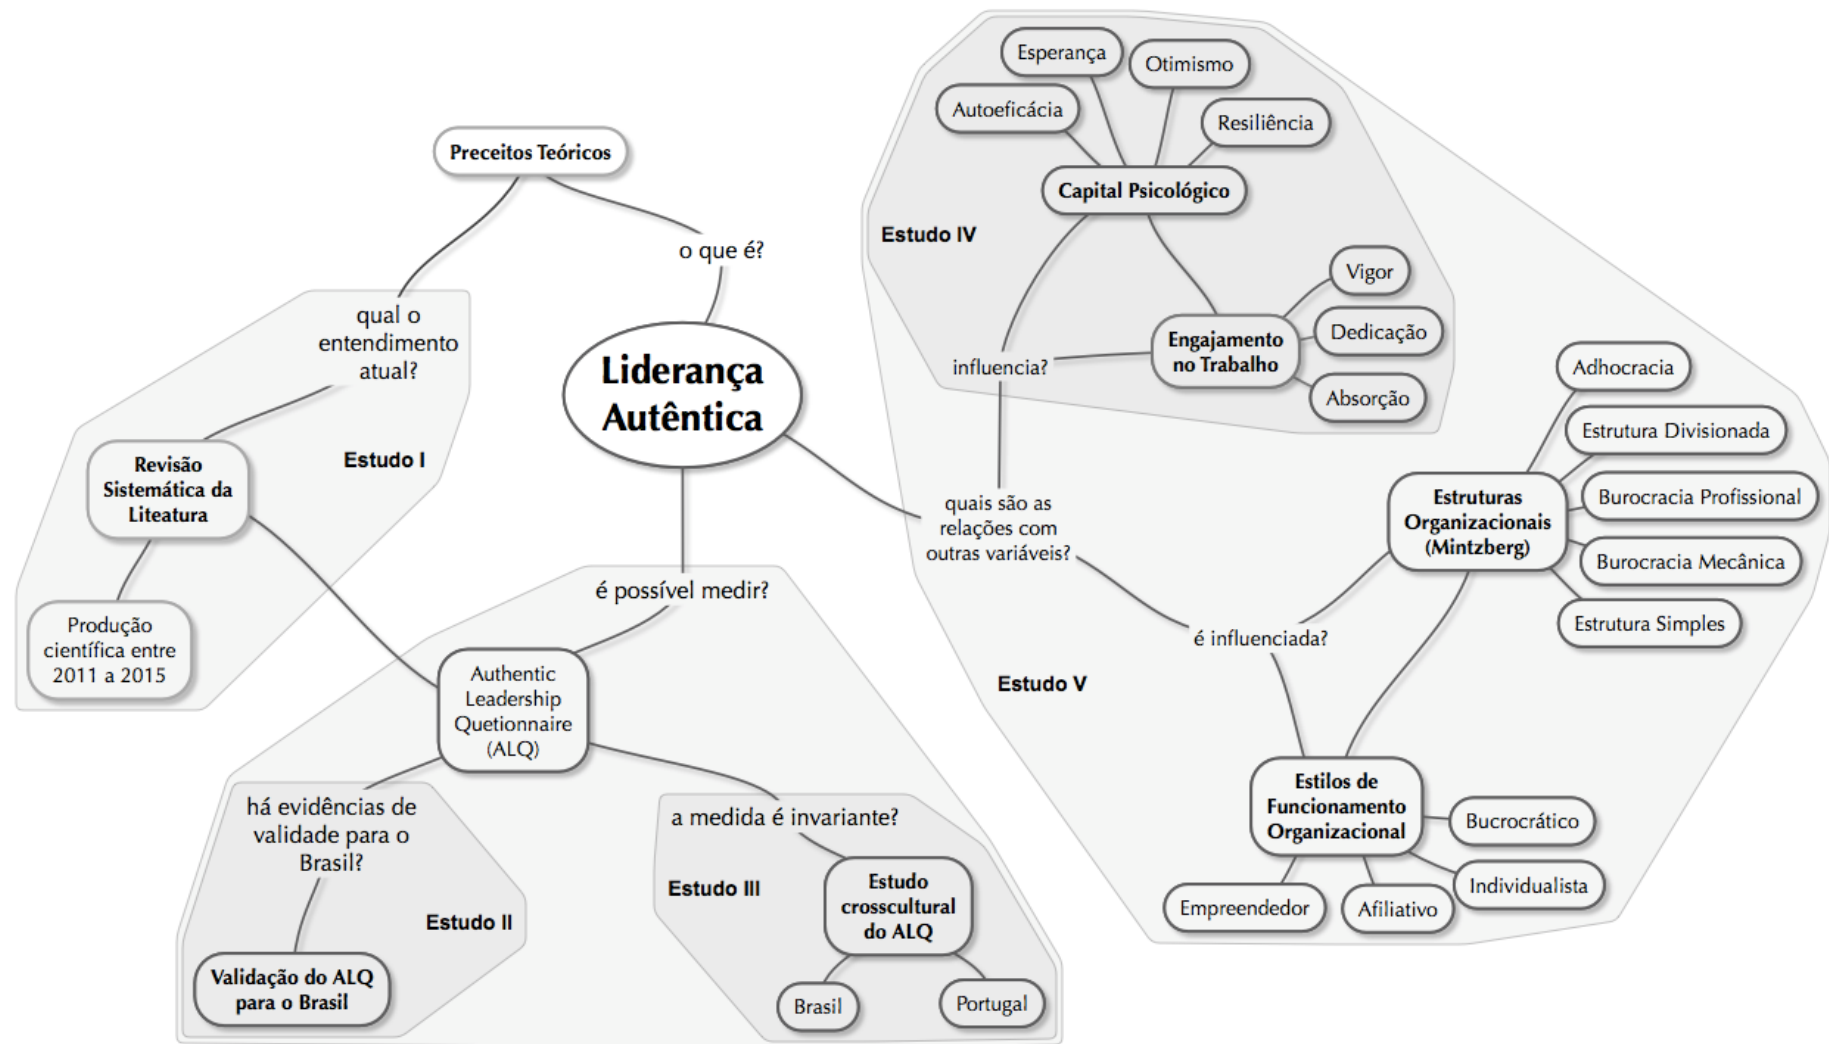 Preceitos Teóricos
o que é?
qual o
entendimento
atual?
Liderança
Autêntica
Revisão
Sistemática da
Liteatura
Estudo I
Produção
científica entre
2011 a 2015
é possível medir?
Authentic
Leadership
Quetionnaire
(ALQ)
há evidências de
validade para o
Brasil?
Estudo II
Validação do ALQ
para o Brasil
a medida é invariante?
Estudo III
Estudo
crosscultural
do ALQ
Brasil
Portugal
Esperança
Otimismo
Autoeficácia
Resiliência
Capital Psicológico
Estudo IV
Vigor
Engajamento
no Trabalho
Dedicação
influencia?
Absorção
quais são as
relações com
outras variáveis?
Adhocracia
Estrutura Divisionada
Estruturas
Organizacionais
(Mintzberg)
Burocracia Profissional
Burocracia Mecânica
Estrutura Simples
é influenciada?
Estudo V
Estilos de
Funcionamento
Organizacional
Bucrocrático
Individualista
Empreendedor
Afiliativo